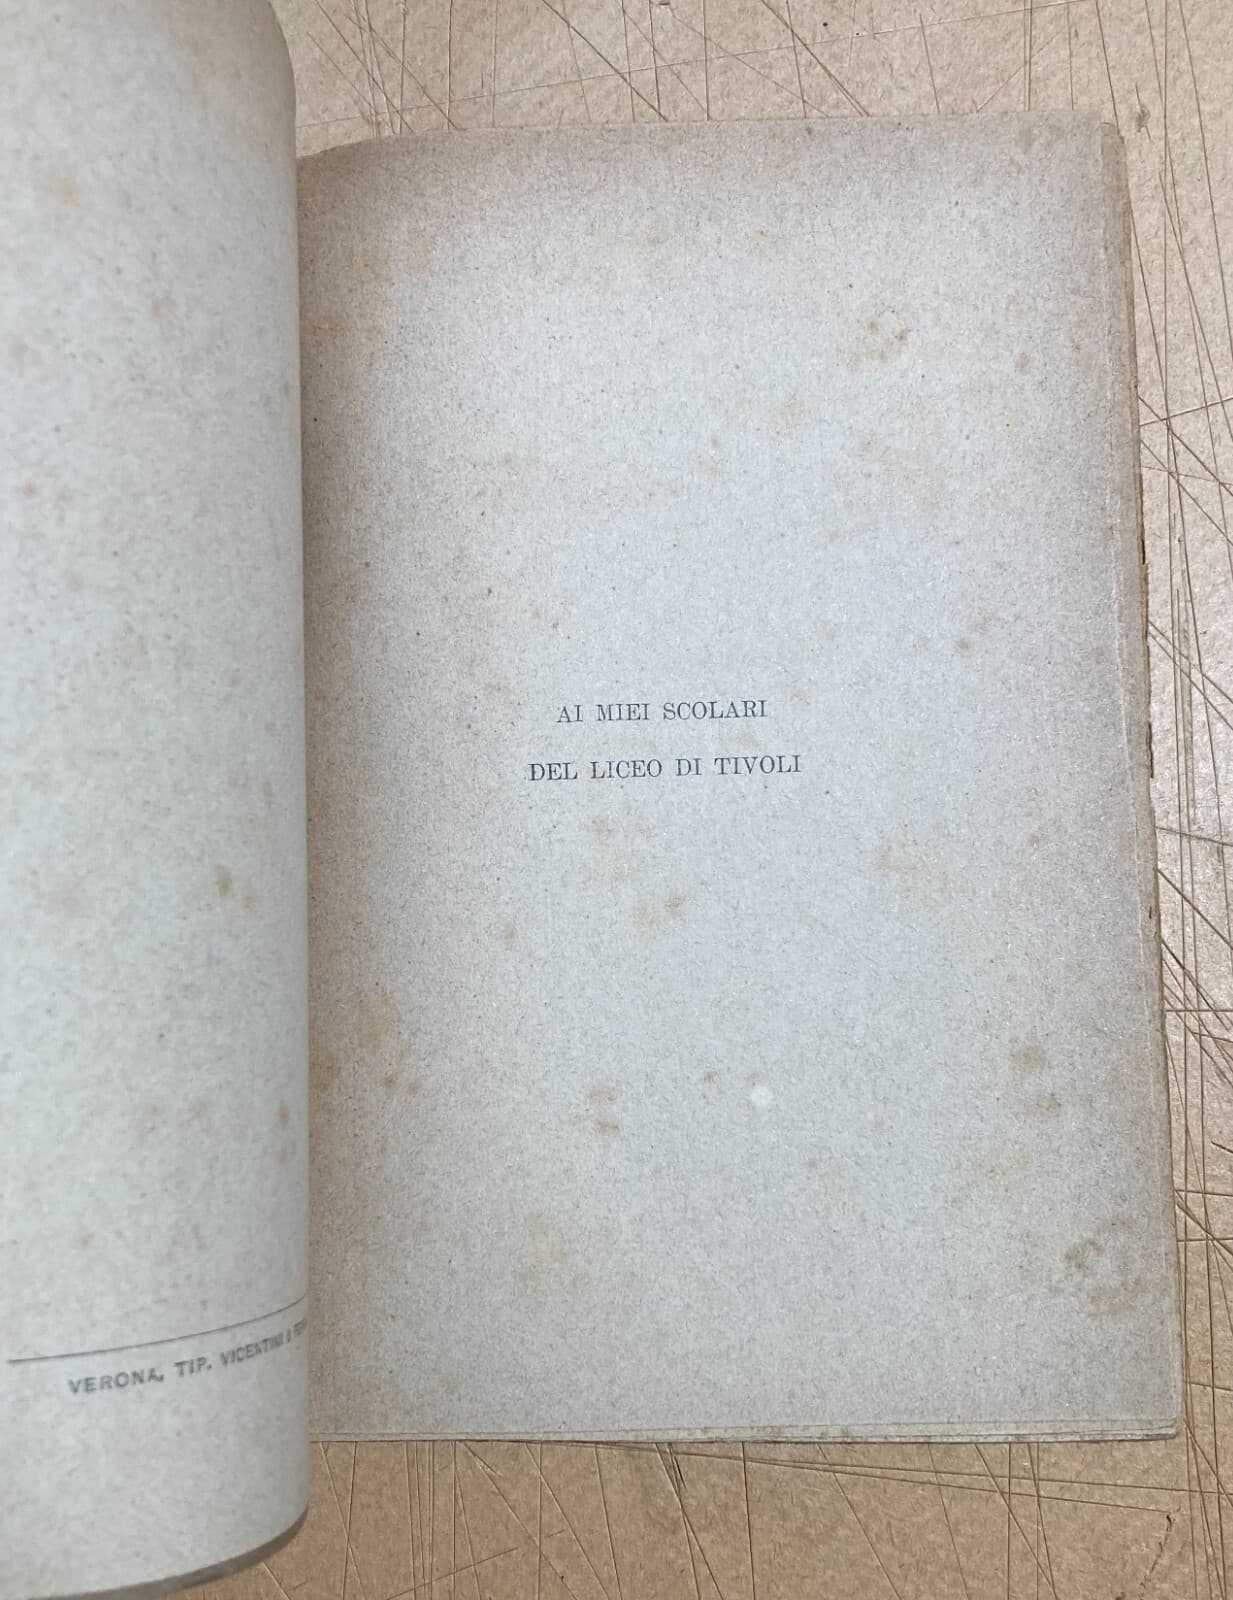 VERONA, TIP. VICENTINI &
AI MIEI SCOLARI
DEL LICEO DI TIVOLI